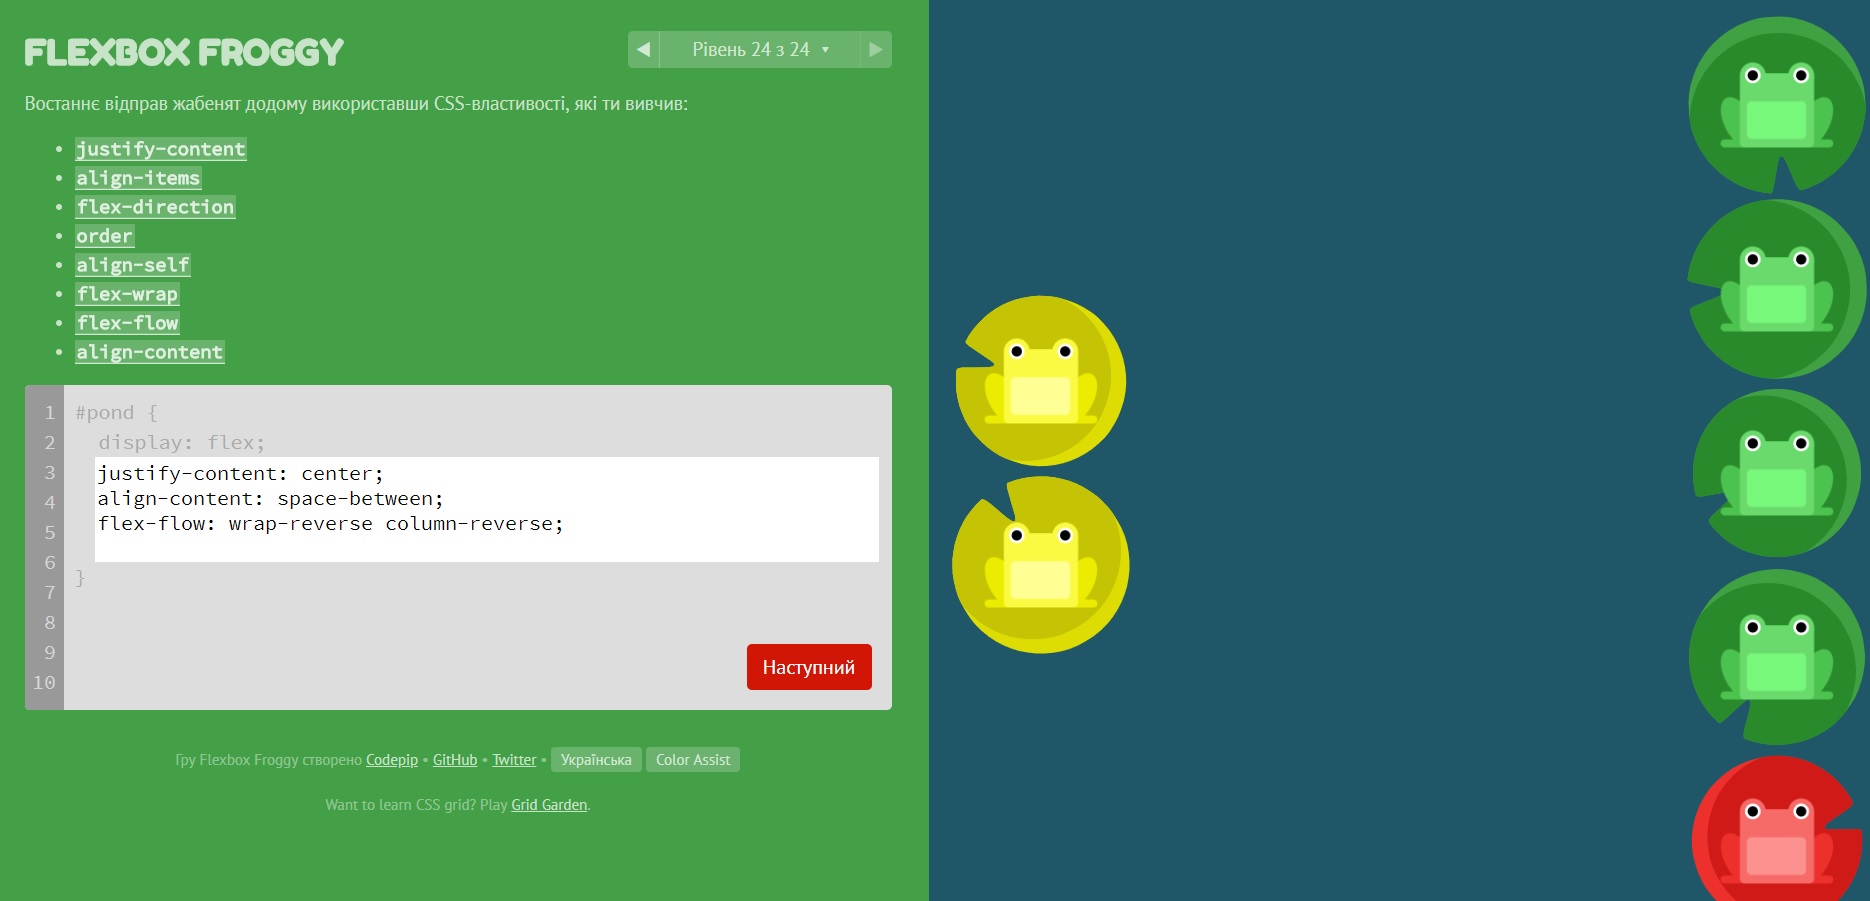 FLEXBOX FROGGY
◀ Рівень 24 з 24 ▼ ▶
Востаннє відправ жабенят додому використавши CSS-властивості, які ти вивчив:
• justify-content
• align-items
• flex-direction
• order
• align-self
• flex-wrap
• flex-flow
• align-content
1 #pond {
2 display: flex;
3 justify-content: center;
4 align-content: space-between;
5 flex-flow: wrap-reverse column-reverse;
6 }
7
8
9
10
Наступний
Гру Flexbox Froggy створено Codepip • GitHub • Twitter • Українська Color Assist
Want to learn CSS grid? Play Grid Garden.